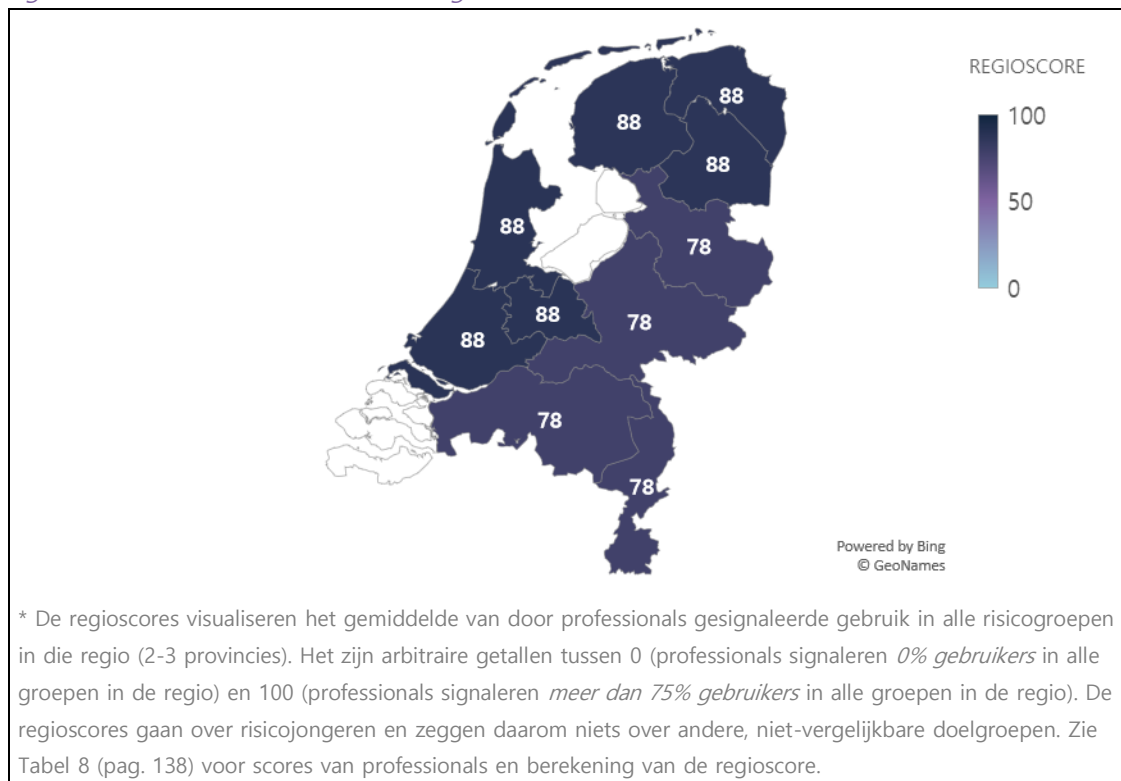 REGIOSCORE
100
50
0
88
88
88
88
78
88
78
88
78
78
Powered by Bing
© GeoNames
* De regioscores visualiseren het gemiddelde van door professionals gesignaleerde gebruik in alle risicogroepen
in die regio (2-3 provincies). Het zijn arbitraire getallen tussen 0 (professionals signaleren 0% gebruikers in alle
groepen in de regio) en 100 (professionals signaleren meer dan 75% gebruikers in alle groepen in de regio). De
regioscores gaan over risicojongeren en zeggen daarom niets over andere, niet-vergelijkbare doelgroepen. Zie
Tabel 8 (pag. 138) voor scores van professionals en berekening van de regioscore.